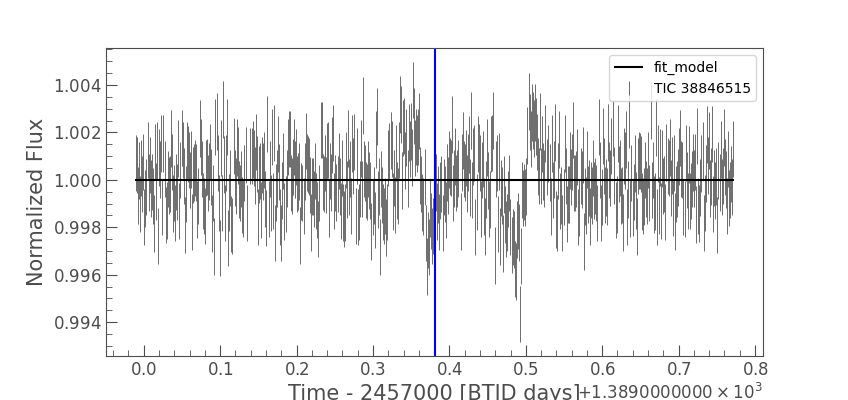 fit_model
TIC 38846515
1.004
1.002
1.000
0.998
0.996
0.994
Normalized Flux
0.0 0.1 0.2 0.3 0.4 0.5 0.6 0.7 0.8
Time - 2457000 [BTJD days]
+1.3890000000 × 10³